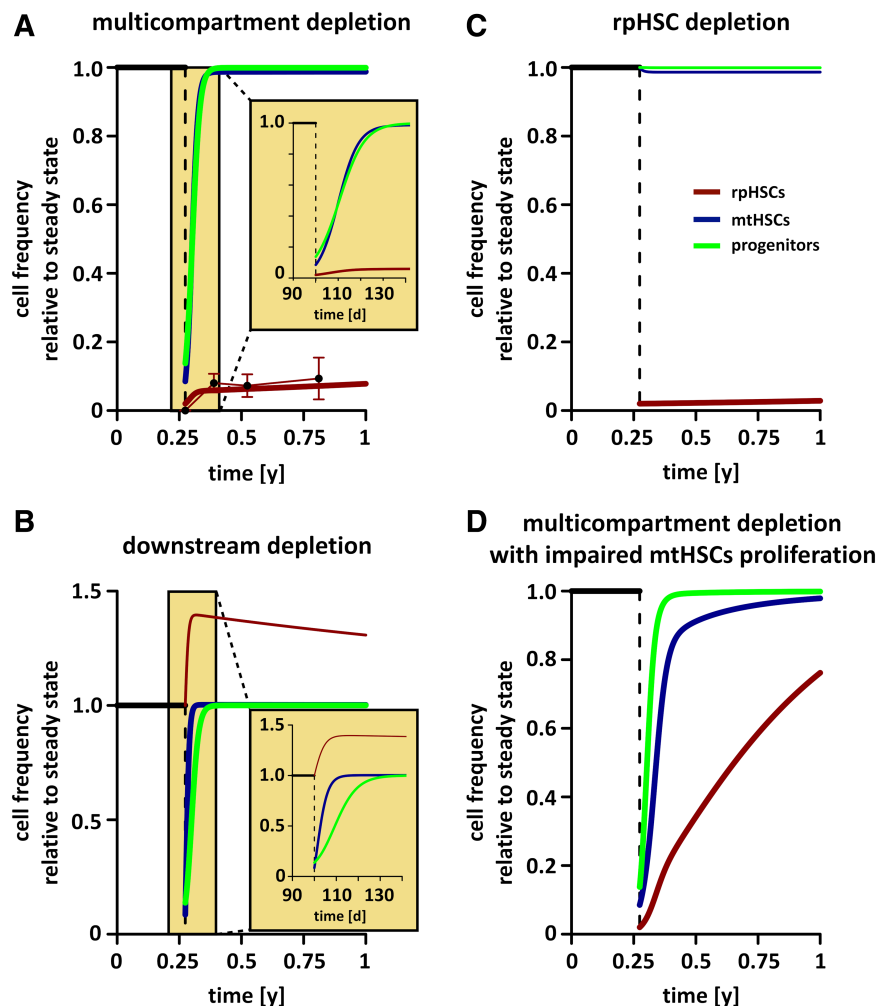 A
multicompartment depletion
cell frequency
relative to steady state
1.0
0.8
0.6
0.4
0.2
0
0
0.25
0.5
0.75
1
time [y]
1.0
0
90
110
130
time [d]
C
rpHSC depletion
cell frequency
relative to steady state
1.0
0.8
0.6
0.4
0.2
0
0
0.25
0.5
0.75
1
time [y]
rpHSCs
mtHSCs
progenitors
B
downstream depletion
cell frequency
relative to steady state
1.5
1.0
0.5
0
0
0.25
0.5
0.75
1
time [y]
1.5
1.0
0.5
0
90
110
130
time [d]
D
multicompartment depletion
with impaired mtHSCs proliferation
cell frequency
relative to steady state
1.0
0.8
0.6
0.4
0.2
0
0
0.25
0.5
0.75
1
time [y]